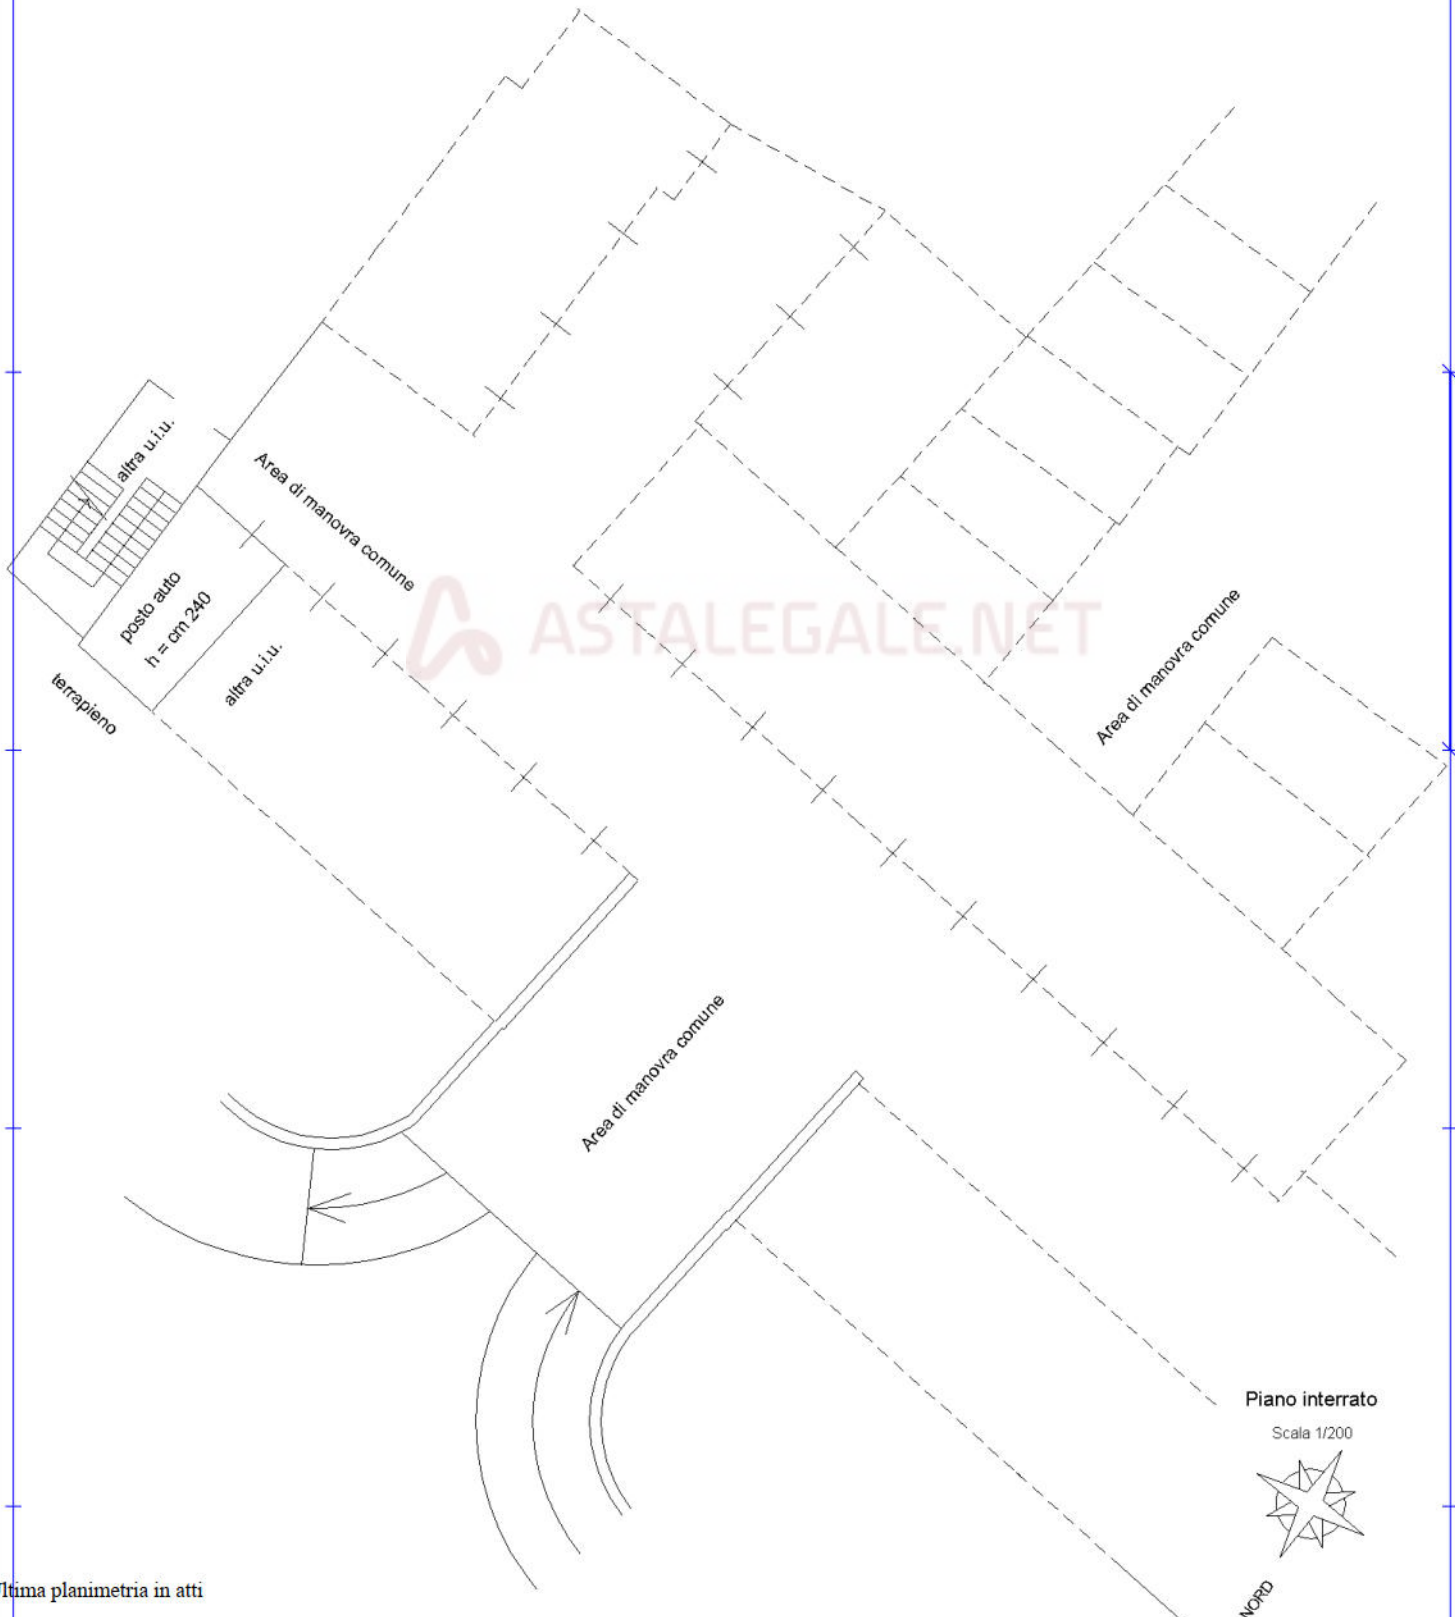 altra u.i.u.
Area di manovra comune
posto auto
h = cm 240
altra u.i.u.
terrapieno
ASTALEGALE.NET
Area di manovra comune
Area di manovra comune
Piano interrato
Scala 1/200
NORD
ltima planimetria in atti